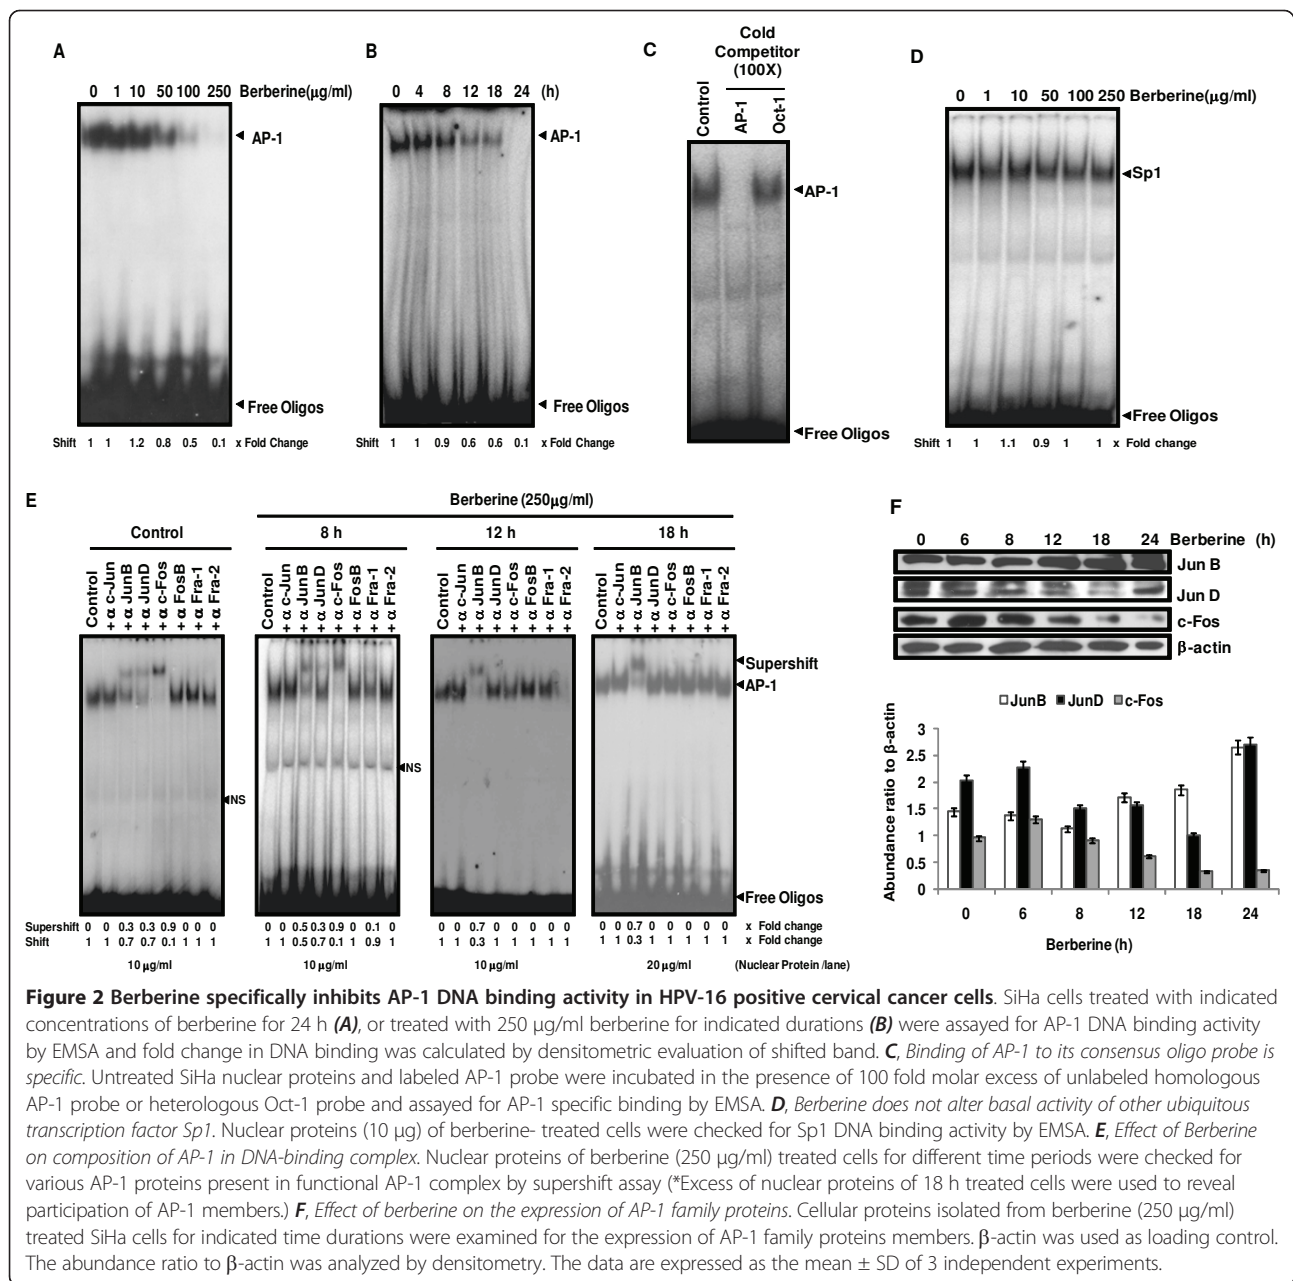 A
0 1 10 50 100 250 Berberine(µg/ml)
AP-1
Free Oligos
Shift 1 1 1.2 0.8 0.5 0.1 x Fold Change
B
0 4 8 12 18 24 (h)
AP-1
Free Oligos
Shift 1 1 0.9 0.6 0.6 0.1 x Fold Change
C
Cold
Competitor
(100X)
Control
AP-1
Oct-1
AP-1
Free Oligos
D
0 1 10 50 100 250 Berberine(µg/ml)
Sp1
Free Oligos
Shift 1 1 1.1 0.9 1 1 x Fold change
E
Berberine (250µg/ml)
Control
8 h
12 h
18 h
Control
+ α c-Jun
+ α JunB
+ α JunD
+ α c-Fos
+ α FosB
+ α Fra-1
+ α Fra-2
Control
+ α c-Jun
+ α JunB
+ α JunD
+ α c-Fos
+ α FosB
+ α Fra-1
+ α Fra-2
Control
+ α c-Jun
+ α JunB
+ α JunD
+ α c-Fos
+ α FosB
+ α Fra-1
+ α Fra-2
Control
+ α c-Jun
+ α JunB
+ α JunD
+ α c-Fos
+ α FosB
+ α Fra-1
+ α Fra-2
Supershift
AP-1
NS
NS
Free Oligos
Supershift 0 0 0.3 0.3 0.9 0 0 0 0 0 0.5 0.3 0.9 0 0.1 0 0 0 0.7 0 0 0 0 0 0 0 0.7 0 0 0 0 0 x Fold change
Shift 1 1 0.7 0.7 0.1 1 1 1 1 1 0.5 0.7 0.1 1 0.9 1 1 1 0.3 1 1 1 1 1 1 1 0.3 1 1 1 1 1 x Fold change
10 µg/ml 10 µg/ml 10 µg/ml 20 µg/ml (Nuclear Protein /lane)
F
0 6 8 12 18 24 Berberine (h)
Jun B
Jun D
c-Fos
β-actin
JunB JunD c-Fos
Abundance ratio to β-actin
3
2.5
2
1.5
1
0.5
0
0 6 8 12 18 24
Berberine (h)
Figure 2 Berberine specifically inhibits AP-1 DNA binding activity in HPV-16 positive cervical cancer cells. SiHa cells treated with indicated
concentrations of berberine for 24 h (A), or treated with 250 µg/ml berberine for indicated durations (B) were assayed for AP-1 DNA binding activity
by EMSA and fold change in DNA binding was calculated by densitometric evaluation of shifted band. C, Binding of AP-1 to its consensus oligo probe is
specific. Untreated SiHa nuclear proteins and labeled AP-1 probe were incubated in the presence of 100 fold molar excess of unlabeled homologous
AP-1 probe or heterologous Oct-1 probe and assayed for AP-1 specific binding by EMSA. D, Berberine does not alter basal activity of other ubiquitous
transcription factor Sp1. Nuclear proteins (10 µg) of berberine- treated cells were checked for Sp1 DNA binding activity by EMSA. E, Effect of Berberine
on composition of AP-1 in DNA-binding complex. Nuclear proteins of berberine (250 µg/ml) treated cells for different time periods were checked for
various AP-1 proteins present in functional AP-1 complex by supershift assay (*Excess of nuclear proteins of 18 h treated cells were used to reveal
participation of AP-1 members.) F, Effect of berberine on the expression of AP-1 family proteins. Cellular proteins isolated from berberine (250 µg/ml)
treated SiHa cells for indicated time durations were examined for the expression of AP-1 family proteins members. β-actin was used as loading control.
The abundance ratio to β-actin was analyzed by densitometry. The data are expressed as the mean ± SD of 3 independent experiments.